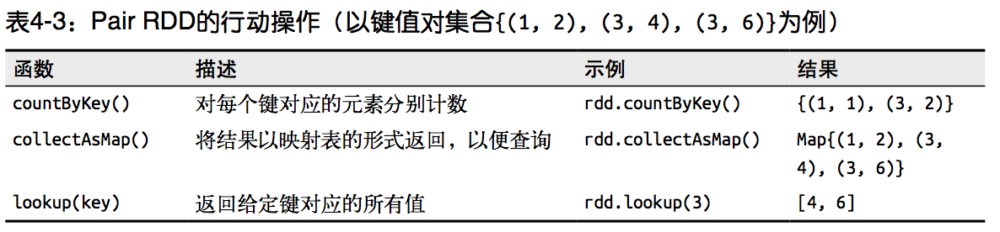 表4-3：Pair RDD的行动操作（以键值对集合{(1, 2), (3, 4), (3, 6)}为例）
函数 描述 示例 结果
countByKey() 对每个键对应的元素分别计数 rdd.countByKey() {(1, 1), (3, 2)}
collectAsMap() 将结果以映射表的形式返回，以便查询 rdd.collectAsMap() Map{(1, 2), (3,
4), (3, 6)}
lookup(key) 返回给定键对应的所有值 rdd.lookup(3) [4, 6]